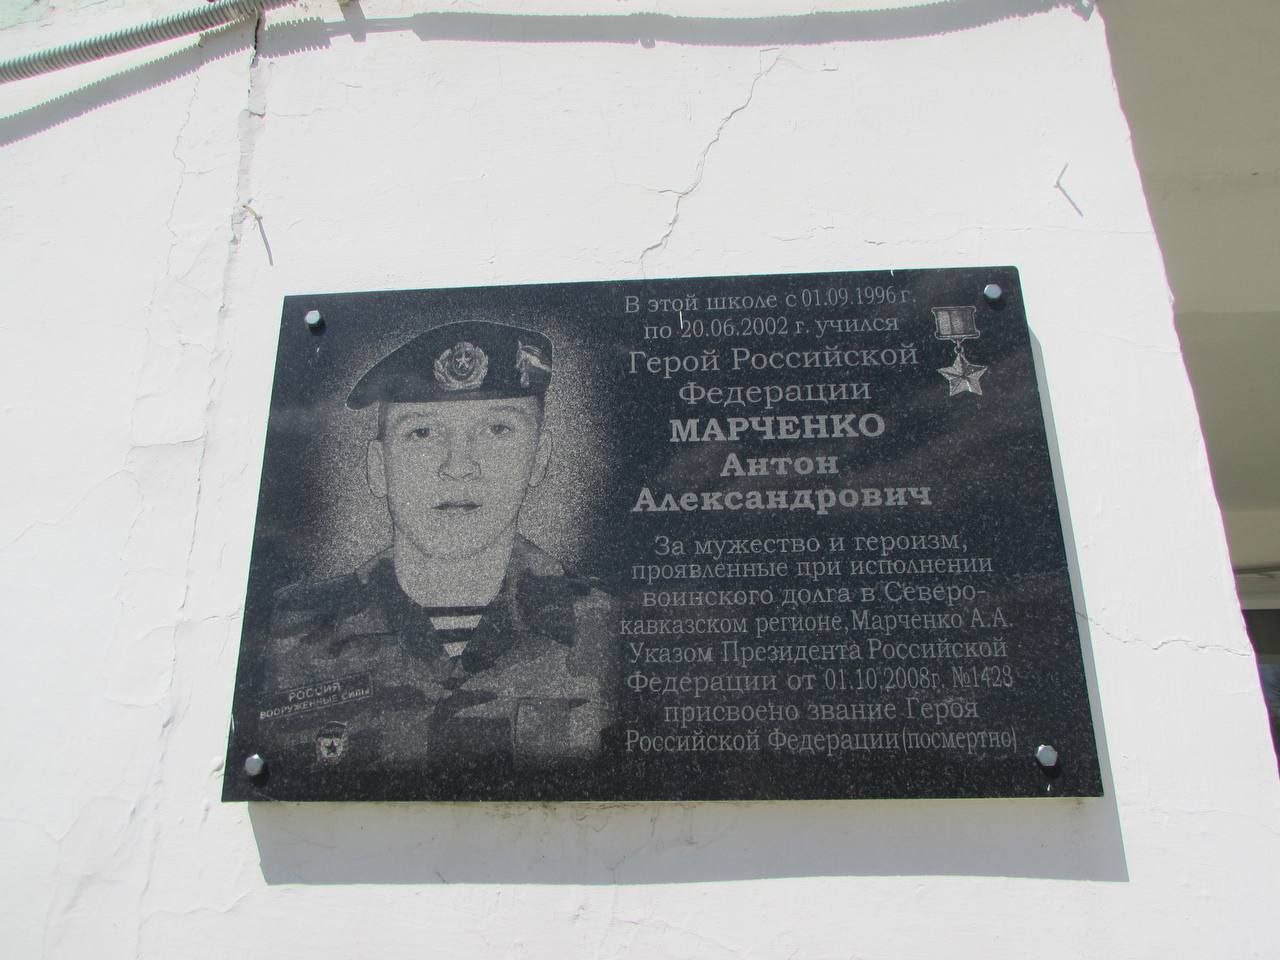 В этой школе с 01.09.1996 г.
по 20.06.2002 г. учился
Герой Российской
Федерации
МАРЧЕНКО
Антон
Александрович
За мужество и героизм,
проявленные при исполнении
воинского долга в Северо-
кавказском регионе, Марченко А.А.
Указом Президента Российской
Федерации от 01.10.2008г. №1423
присвоено звание Героя
Российской Федерации (посмертно)
РОССИЯ
ВООРУЖЕННЫЕ СИЛЫ